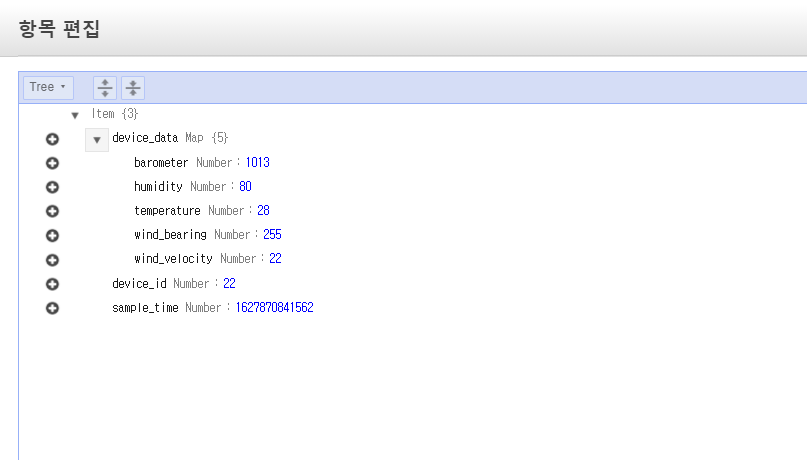 항목 편집
Tree
Item {3}
device_data Map {5}
barometer Number : 1013
humidity Number : 80
temperature Number : 28
wind_bearing Number : 255
wind_velocity Number : 22
device_id Number : 22
sample_time Number : 1627870841562